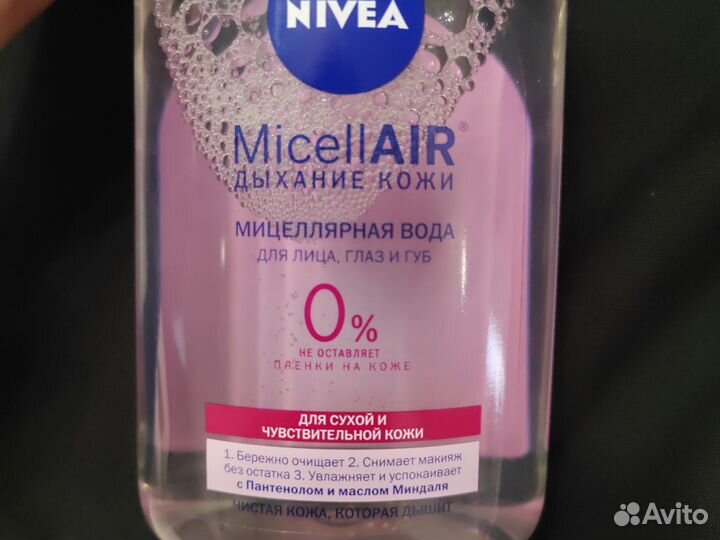 NIVEA
MicellAIR®
ДЫХАНИЕ КОЖИ
МИЦЕЛЛЯРНАЯ ВОДА
ДЛЯ ЛИЦА, ГЛАЗ И ГУБ
0%
НЕ ОСТАВЛЯЕТ
ПЛЕНКИ НА КОЖЕ
ДЛЯ СУХОЙ И
ЧУВСТВИТЕЛЬНОЙ КОЖИ
1. Бережно очищает 2. Снимает макияж
без остатка 3. Увлажняет и успокаивает
с Пантенолом и маслом Миндаля
ЧИСТАЯ КОЖА, КОТОРАЯ ДЫШИТ
Avito